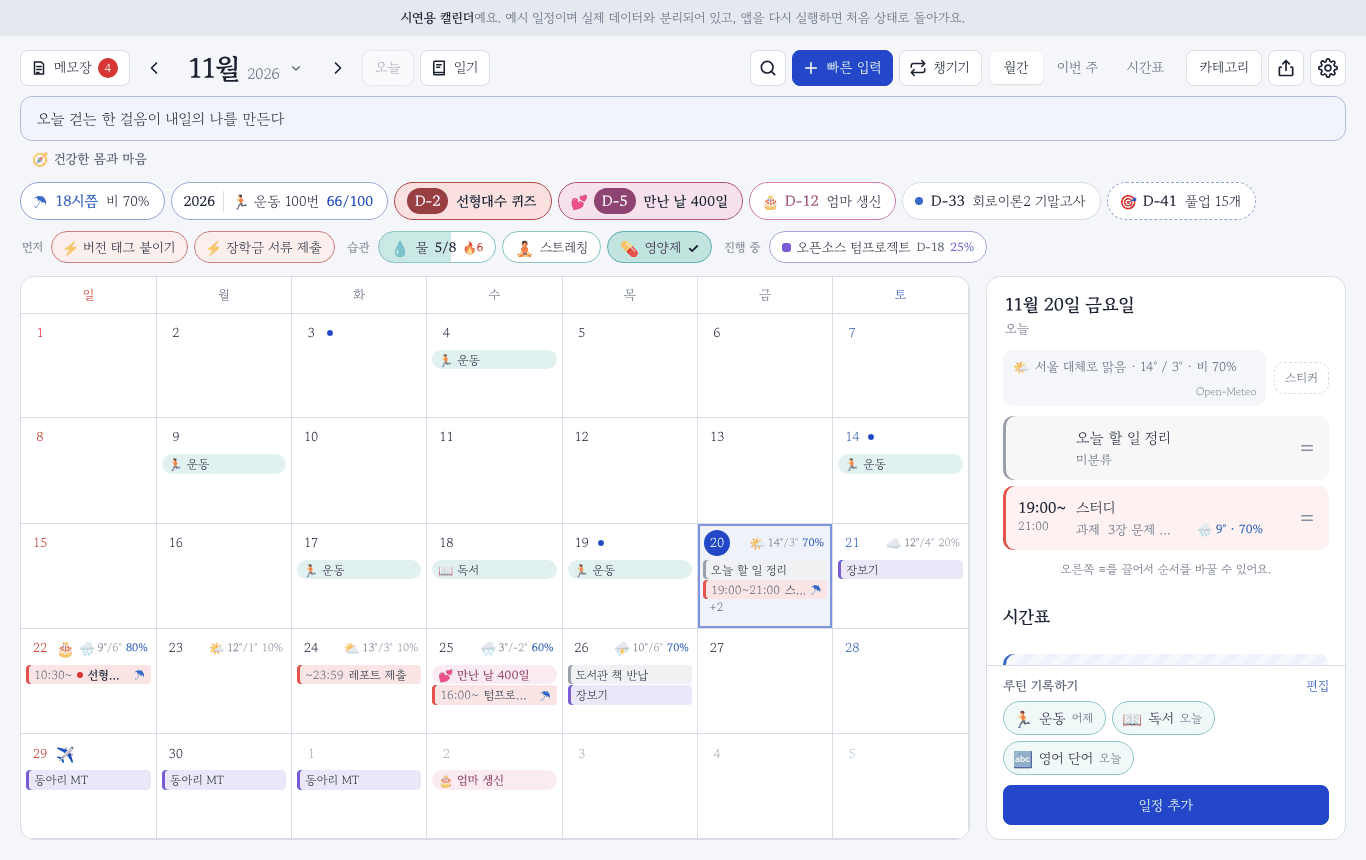 시연용 캘린더예요. 예시 일정이며 실제 데이터와 분리되어 있고, 앱을 다시 실행하면 처음 상태로 돌아가요.
메모장 4 11월 2026 오늘 일기 빠른 입력 챙기기 월간 이번 주 시간표 카테고리
오늘 걷는 한 걸음이 내일의 나를 만든다
🧭 건강한 몸과 마음
☂ 18시쯤 비 70% 2026 🏃 운동 100번 66/100 D-2 선형대수 퀴즈 💕 D-5 만난 날 400일 🎂 D-12 엄마 생신 D-33 회로이론2 기말고사 🎯 D-41 풀업 15개
먼저 ⚡ 버전 태그 붙이기 ⚡ 장학금 서류 제출 습관 💧 물 5/8 🔥6 🧘 스트레칭 💊 영양제 ✓ 진행 중 오픈소스 텀프로젝트 D-18 25%
일 월 화 수 목 금 토
1 2 3 4 5 6 7
🏃 운동
8 9 10 11 12 13 14
🏃 운동 🏃 운동
15 16 17 18 19 20 🌤️ 14°/3° 70% 21 ☁️ 12°/4° 20%
🏃 운동 📖 독서 🏃 운동 오늘 할 일 정리 장보기
19:00~21:00 스... ☂
+2
22 🎂 🌧️ 9°/6° 80% 23 🌤️ 12°/1° 10% 24 ⛅ 13°/3° 10% 25 🌧️ 3°/-2° 60% 26 🌧️ 10°/6° 70% 27 28
10:30~ 선형... ☂ ~23:59 레포트 제출 💕 만난 날 400일 도서관 책 반납
16:00~ 텀프로... ☂ 장보기
29 ✈️ 30 1 2 3 4 5
동아리 MT 동아리 MT 동아리 MT 🎂 엄마 생신
11월 20일 금요일
오늘
🌤️ 서울 대체로 맑음 · 14° / 3° · 비 70%
Open-Meteo
스티커
오늘 할 일 정리
미분류
19:00~ 스터디
21:00 과제 3장 문제 ... 🌧️ 9° · 70%
오른쪽 ≡를 끌어서 순서를 바꿀 수 있어요.
시간표
루틴 기록하기 편집
🏃 운동 어제 📖 독서 오늘
🔤 영어 단어 오늘
일정 추가